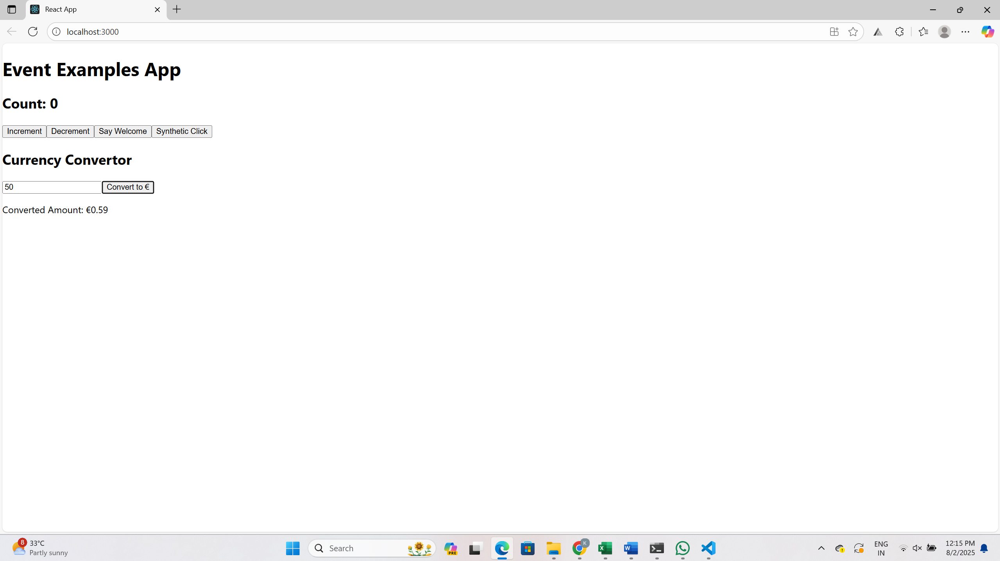 React App
localhost:3000
Event Examples App
Count: 0
Increment Decrement Say Welcome Synthetic Click
Currency Convertor
50 Convert to €
Converted Amount: €0.59
8
33°C
Partly sunny
Search
PRE
K
ENG
IN
12:15 PM
8/2/2025